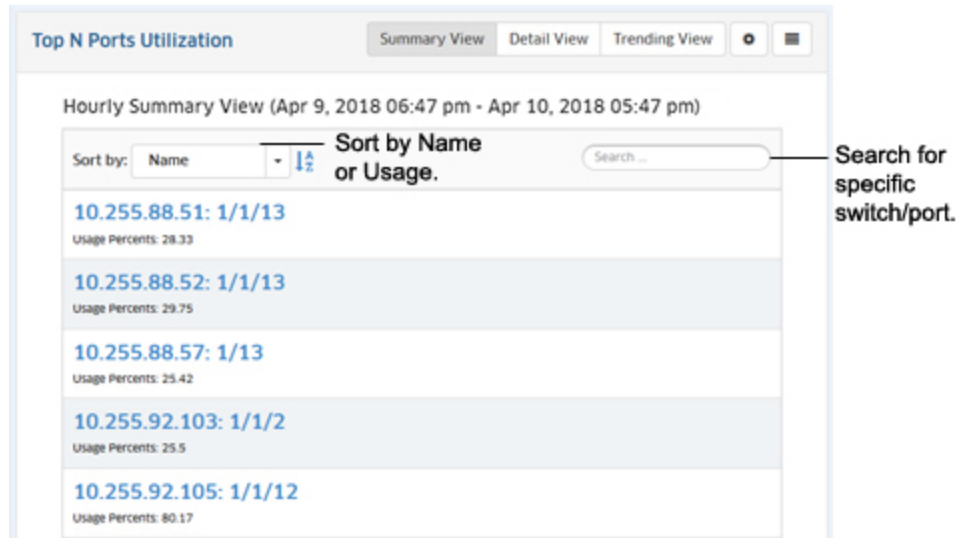 Top N Ports Utilization
Summary View
Detail View
Trending View
Hourly Summary View (Apr 9, 2018 06:47 pm - Apr 10, 2018 05:47 pm)
Sort by: Name
Sort by Name
or Usage.
Search ...
Search for
specific
switch/port.
10.255.88.51: 1/1/13
Usage Percents: 28.33
10.255.88.52: 1/1/13
Usage Percents: 29.75
10.255.88.57: 1/13
Usage Percents: 25.42
10.255.92.103: 1/1/2
Usage Percents: 25.5
10.255.92.105: 1/1/12
Usage Percents: 80.17